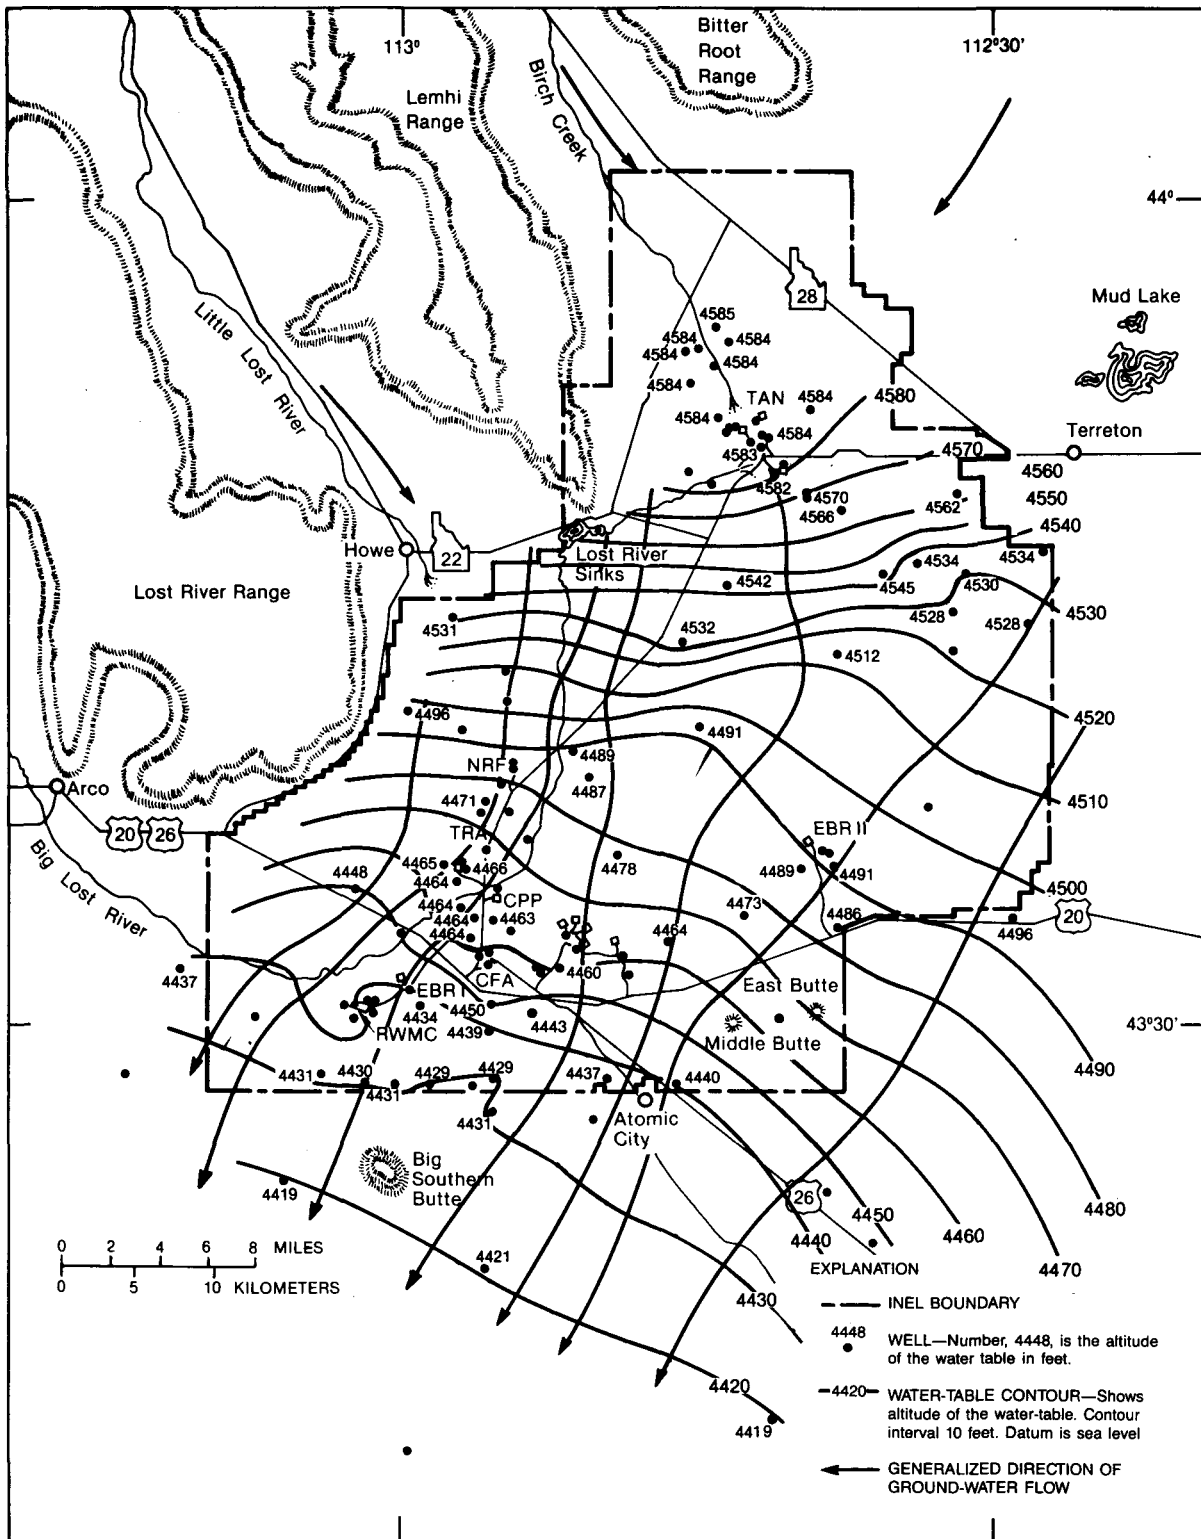 113°
112°30'
Bitter
Root
Range
Birch Creek
Lemhi
Range
44°
28
Mud Lake
Little Lost River
4585
4584
4584
4584
4584
4584
TAN
4584
4580
4584
4584
4583
Terreton
4570
4560
4582
4570
4562
4550
4566
4540
Howe
22
Lost River
Sinks
4534
4534
Lost River Range
4542
4545
4530
4531
4532
4528
4528
4530
4512
4496
4491
4520
NRF
4489
4487
Arco
4471
4510
20
26
TRA
EBR II
4465
4466
4478
4489
4491
4448
4464
4500
Big Lost River
CPP
4464
4473
20
4464
4463
4486
4496
4464
4464
4437
CFA
4460
East Butte
EBR I
4434
4450
4443
43°30'
RWMC
4439
Middle Butte
4490
4431
4430
4429
4429
4437
4440
4431
Atomic
City
4431
Big
Southern
Butte
4419
26
4480
4450
4460
0 2 4 6 8 MILES
4440
0 5 10 KILOMETERS
4421
4470
EXPLANATION
4430
INEL BOUNDARY
4448
WELL—Number, 4448, is the altitude
of the water table in feet.
4420
4420
WATER-TABLE CONTOUR—Shows
altitude of the water-table. Contour
interval 10 feet. Datum is sea level
4419
GENERALIZED DIRECTION OF
GROUND-WATER FLOW